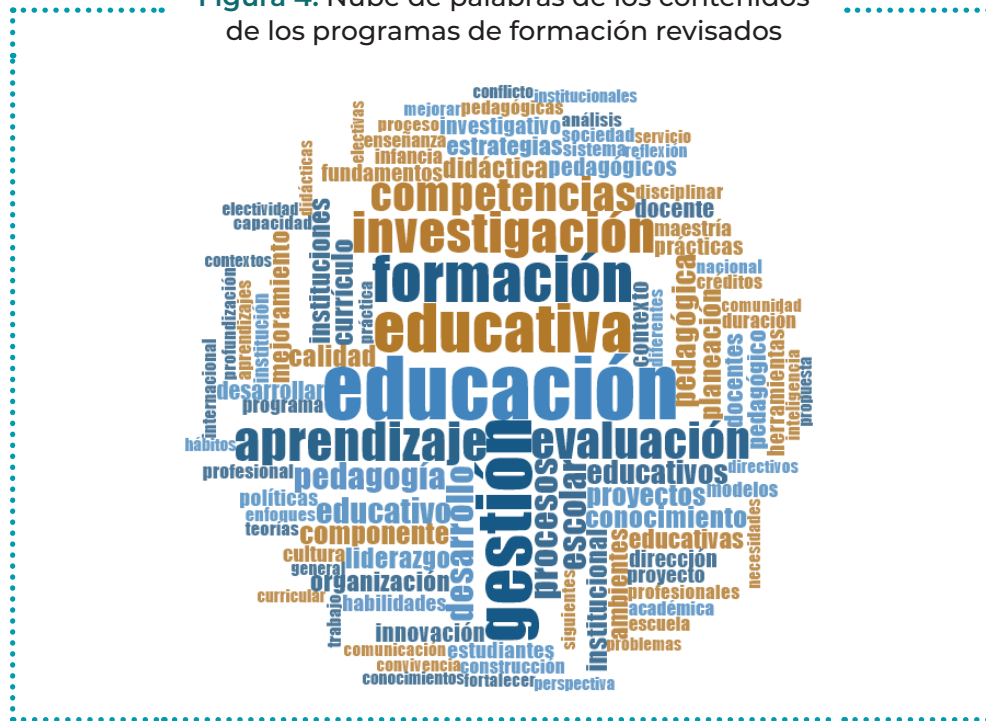 Figura 4. Nube de palabras de los contenidos
de los programas de formación revisados
conflicto institucionales
mejorar pedagógicas
proceso investigativo análisis
electivas enseñanza estrategias sociedad servicio
infancia sistema reflexión
didácticas fundamentos didáctica pedagógicos
competencias disciplinar
electividad docente
capacidad instituciones investigación maestría
prácticas
contextos mejoramiento currículo formación pedagógica nacional
créditos
profundización aprendizajes institución práctica educativa contexto diferentes planeación comunidad
duración
calidad
internacional desarrollar educación docentes pedagógico herramientas inteligencia propuesta
programa
hábitos aprendizaje gestión evaluación
profesional pedagogía desarrollo procesos escolar educativos directivos
políticas proyectos modelos
enfoques educativo conocimiento
teorías componente institucional ambientes educativas necesidades
cultura liderazgo dirección
general organización proyecto
curricular trabajo habilidades siguientes profesionales
académica
innovación escuela
comunicación estudiantes problemas
convivencia construcción
conocimientos fortalecer perspectiva